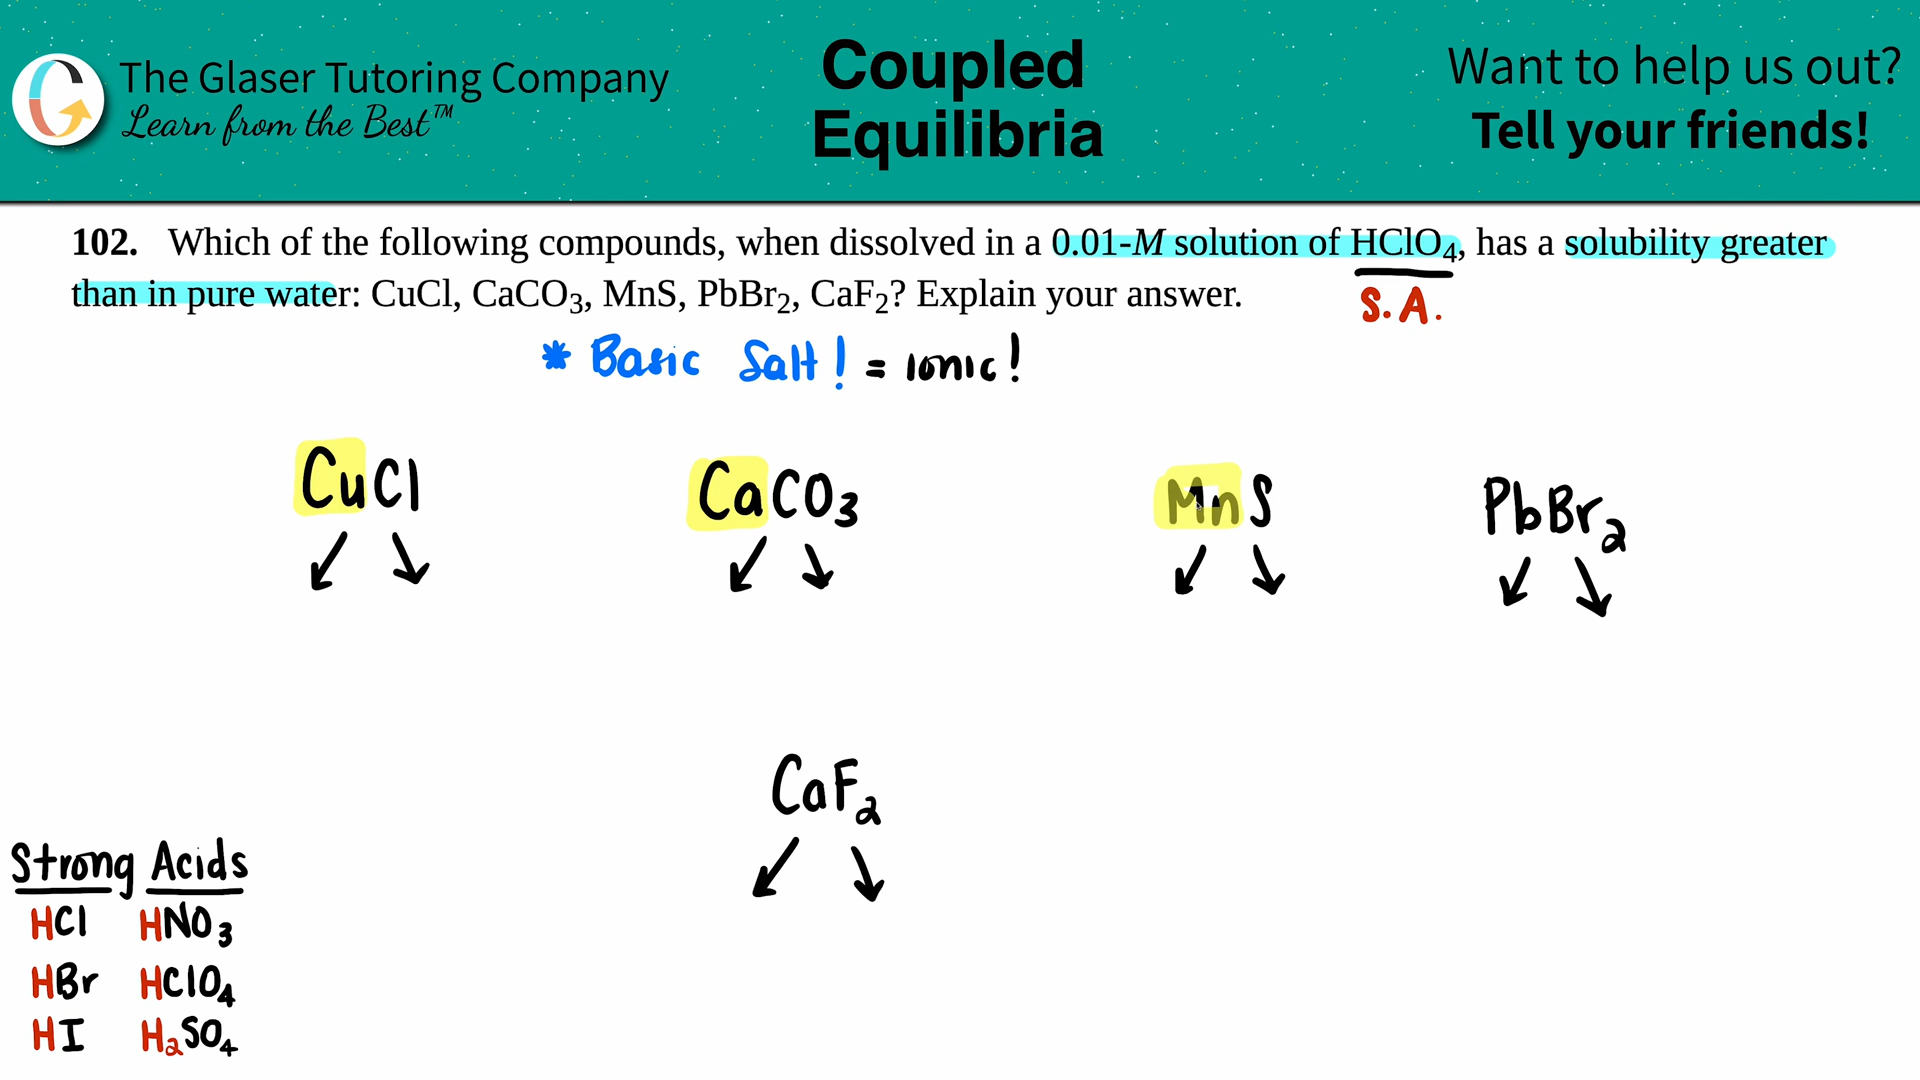 The Glaser Tutoring Company
Learn from the Best™
Coupled
Equilibria
Want to help us out?
Tell your friends!
102. Which of the following compounds, when dissolved in a 0.01-M solution of HClO₄, has a solubility greater
than in pure water: CuCl, CaCO₃, MnS, PbBr₂, CaF₂? Explain your answer.
S.A.
* Basic Salt! = Ionic!
CuCl CaCO₃ MnS PbBr₂
CaF₂
Strong Acids
HCl HNO₃
HBr HClO₄
HI H₂SO₄